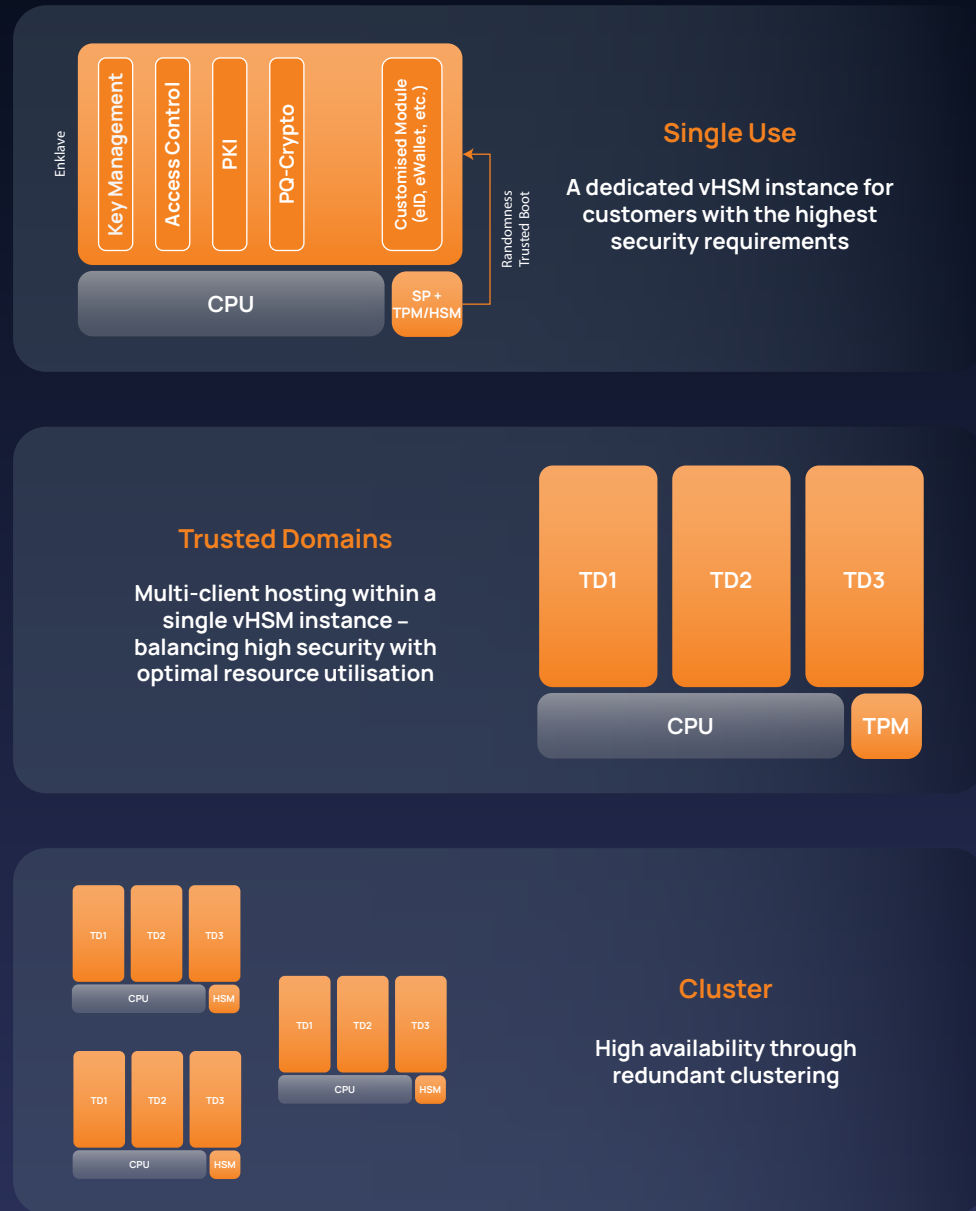 Enklave
Key Management
Access Control
PKI
PQ-Crypto
Customised Module
(eID, eWallet, etc.)
CPU
SP +
TPM/HSM
Randomness
Trusted Boot
Single Use
A dedicated vHSM instance for
customers with the highest
security requirements
Trusted Domains
Multi-client hosting within a
single vHSM instance –
balancing high security with
optimal resource utilisation
TD1
TD2
TD3
CPU
TPM
TD1
TD2
TD3
CPU
HSM
TD1
TD2
TD3
CPU
HSM
TD1
TD2
TD3
CPU
HSM
Cluster
High availability through
redundant clustering